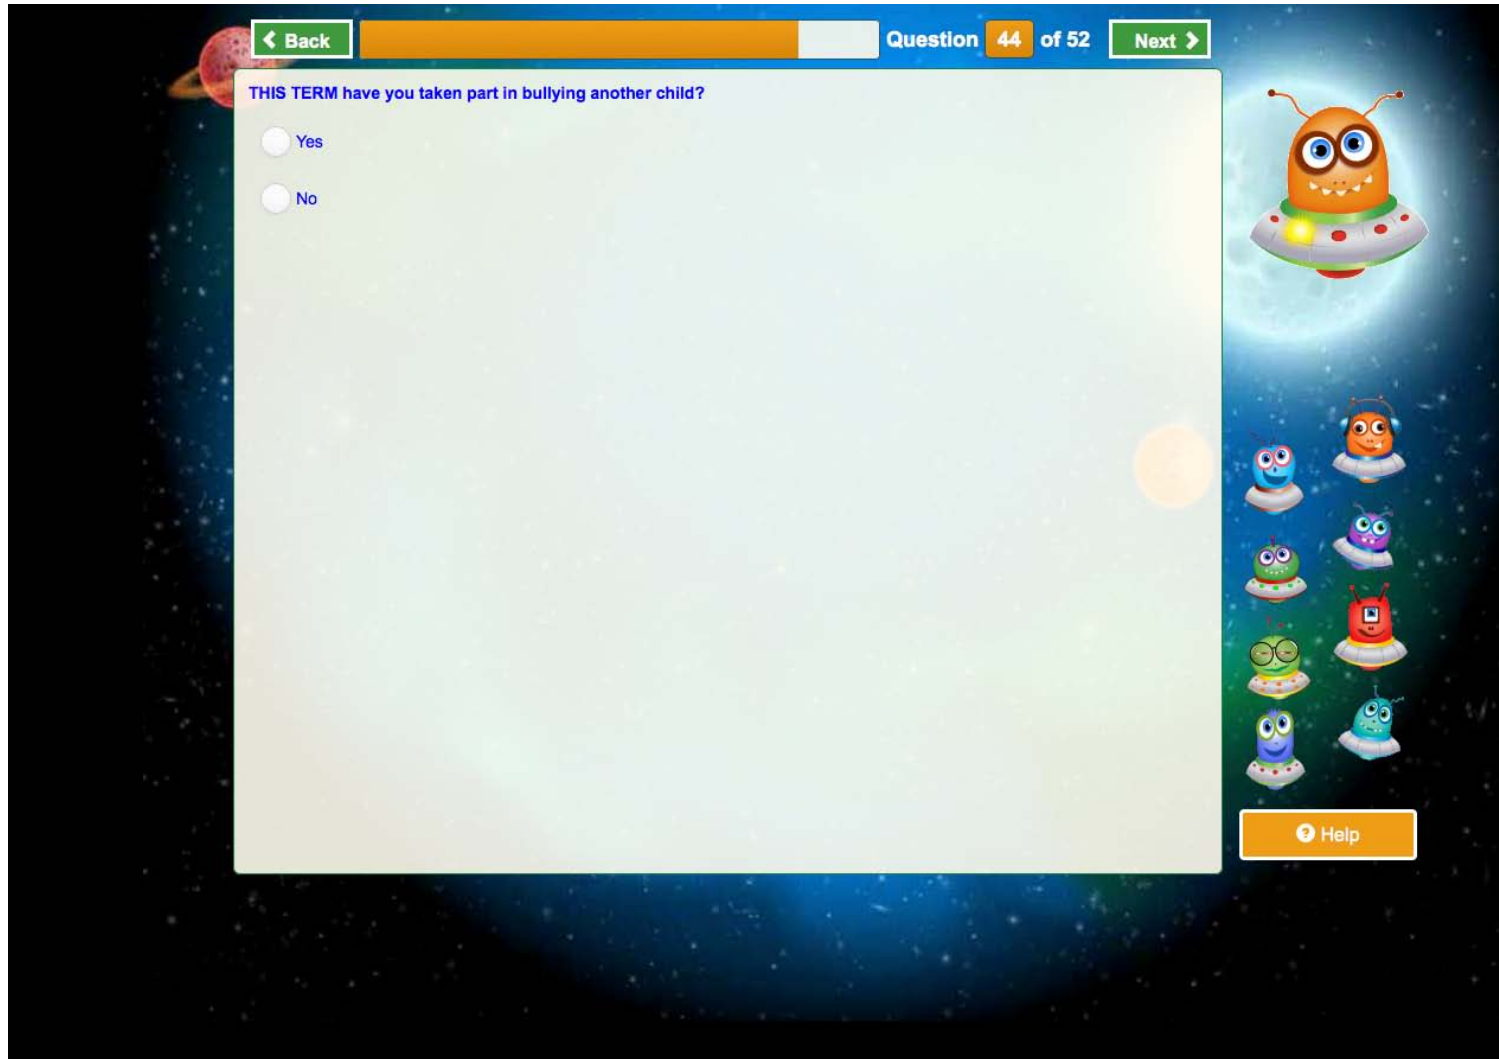 Back Question 44 of 52 Next
THIS TERM have you taken part in bullying another child?
Yes
No
Help